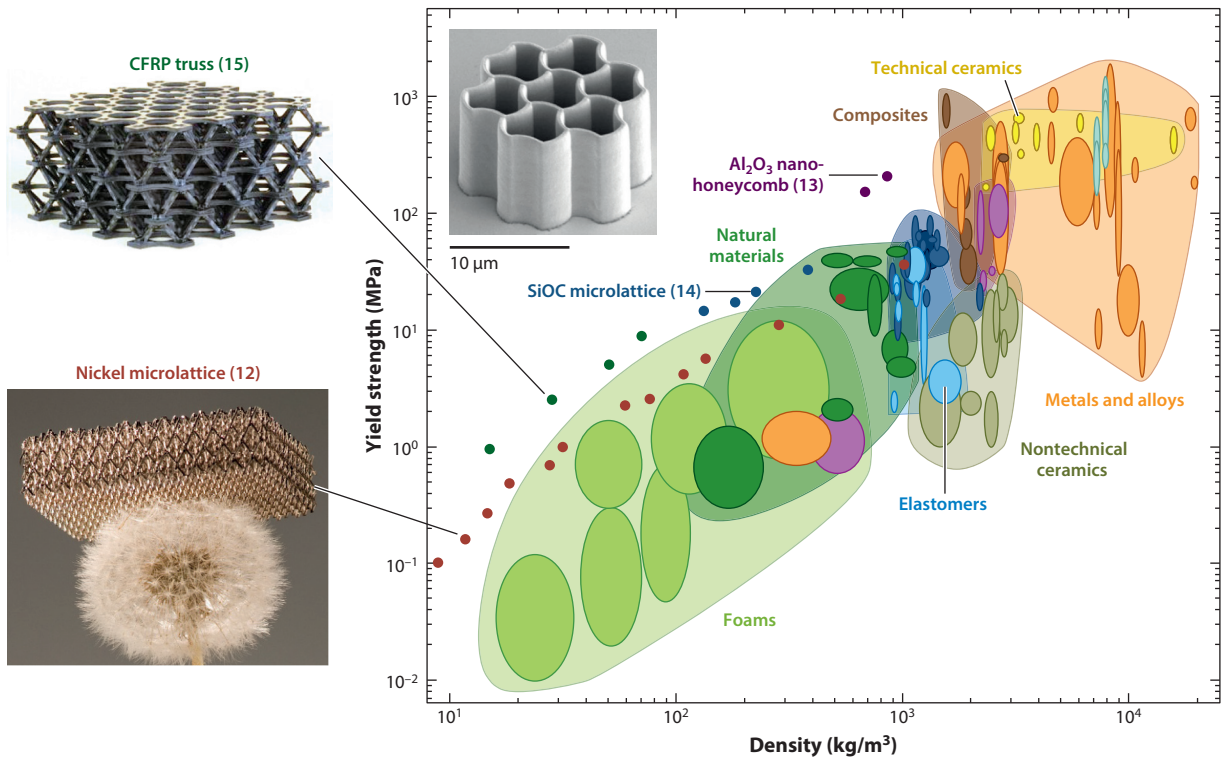 CFRP truss (15)
Nickel microlattice (12)
10 µm
Technical ceramics
Composites
Al₂O₃ nano-
honeycomb (13)
Natural
materials
SiOC microlattice (14)
Metals and alloys
Nontechnical
ceramics
Elastomers
Foams
Yield strength (MPa)
10³
10²
10¹
10⁰
10⁻¹
10⁻²
10¹
10²
10³
10⁴
Density (kg/m³)